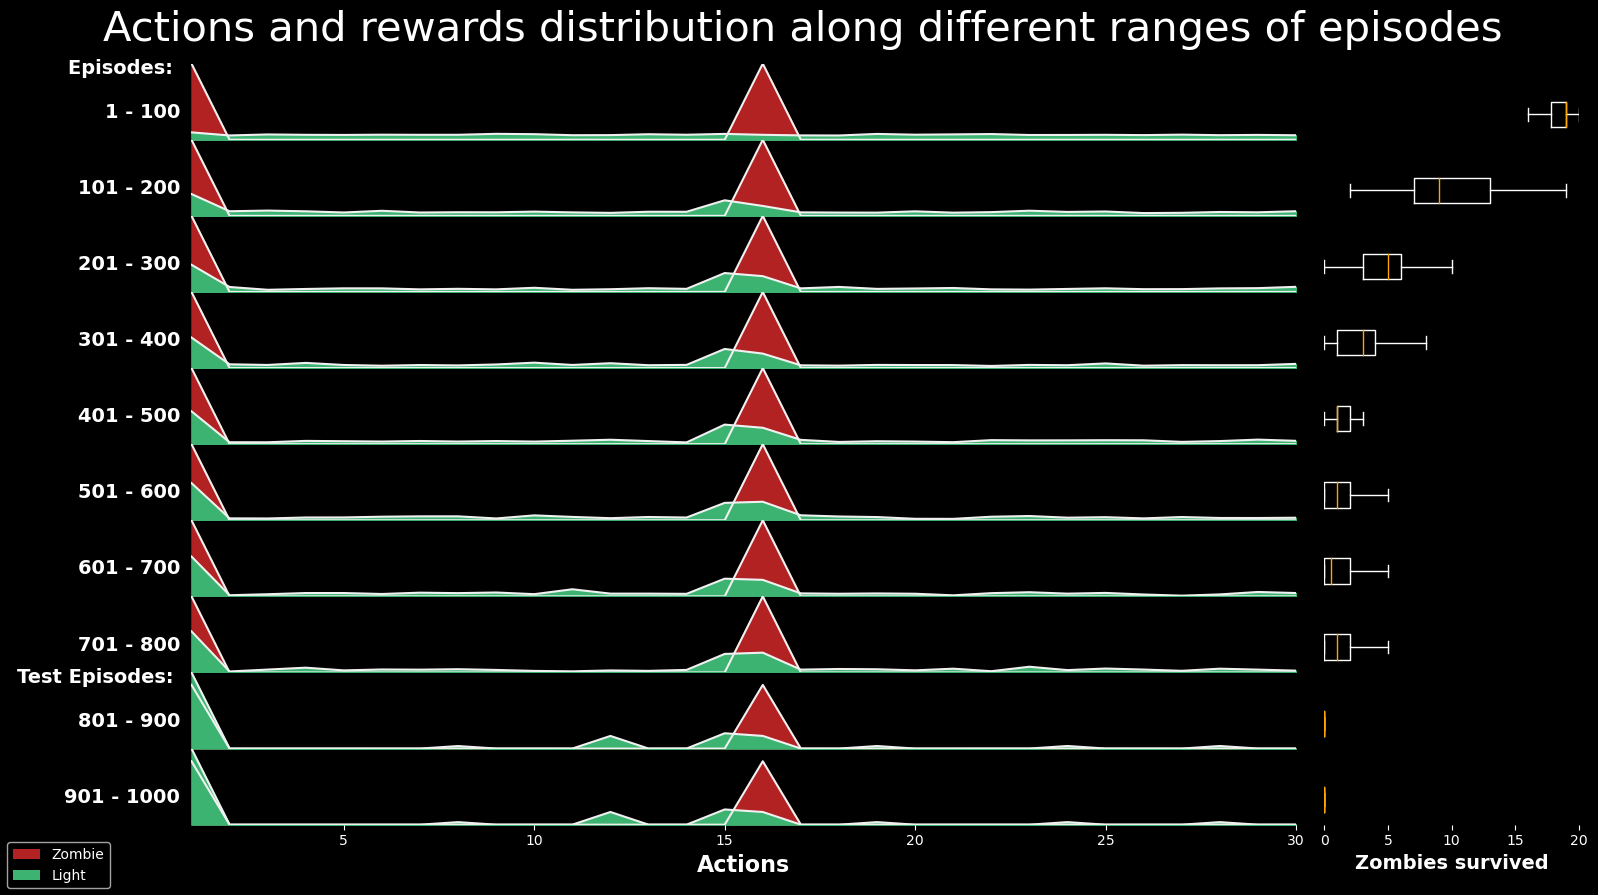 Actions and rewards distribution along different ranges of episodes
Episodes:
1 - 100
101 - 200
201 - 300
301 - 400
401 - 500
501 - 600
601 - 700
701 - 800
Test Episodes:
801 - 900
901 - 1000
5 10 15 20 25 30
0 5 10 15 20
Actions
Zombies survived
Zombie
Light